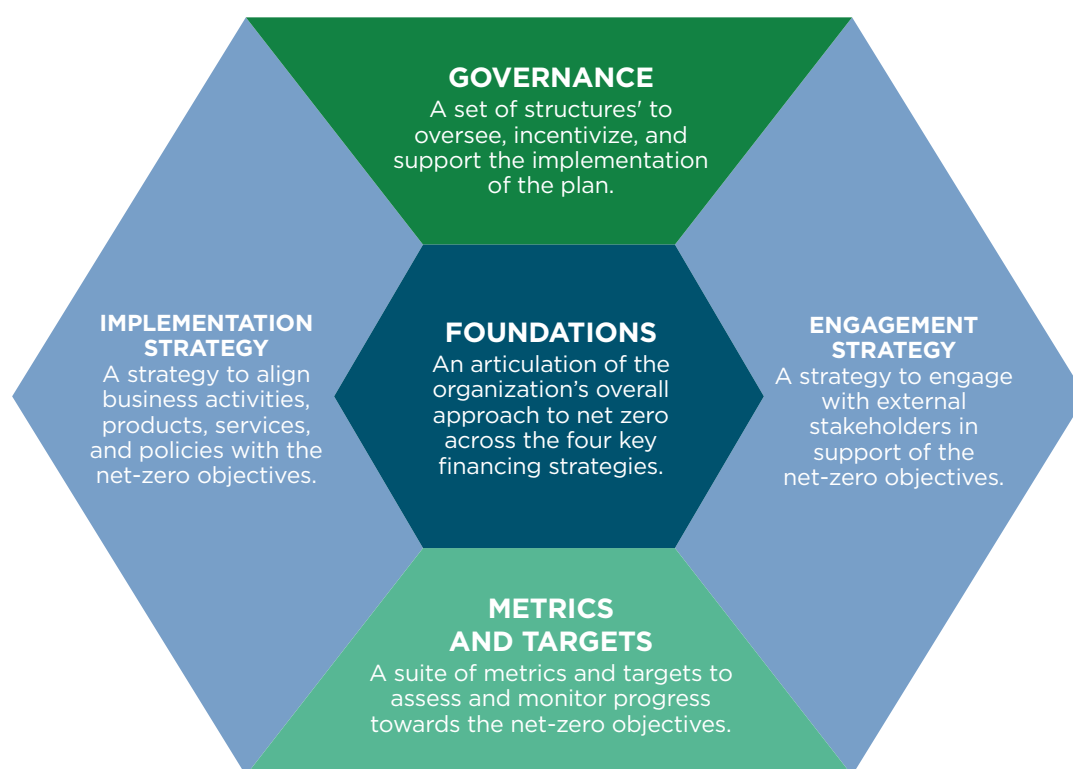 GOVERNANCE
A set of structures' to
oversee, incentivize, and
support the implementation
of the plan.
IMPLEMENTATION
STRATEGY
A strategy to align
business activities,
products, services,
and policies with the
net-zero objectives.
FOUNDATIONS
An articulation of the
organization’s overall
approach to net zero
across the four key
financing strategies.
ENGAGEMENT
STRATEGY
A strategy to engage
with external
stakeholders in
support of the
net-zero objectives.
METRICS
AND TARGETS
A suite of metrics and targets to
assess and monitor progress
towards the net-zero objectives.